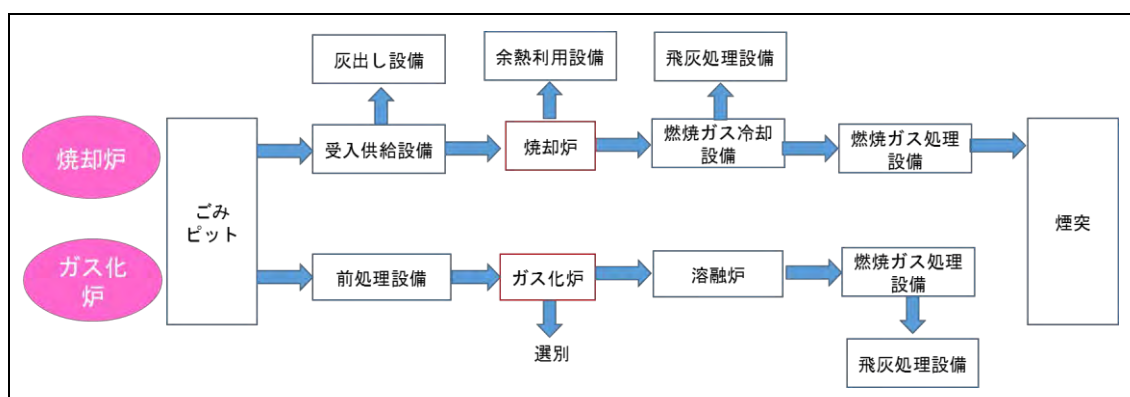 灰出し設備
余熱利用設備
飛灰処理設備
焼却炉
ごみ
ピット
受入供給設備
焼却炉
燃焼ガス冷却
設備
燃焼ガス処理
設備
煙突
ガス化
炉
前処理設備
ガス化炉
溶融炉
燃焼ガス処理
設備
選別
飛灰処理設備